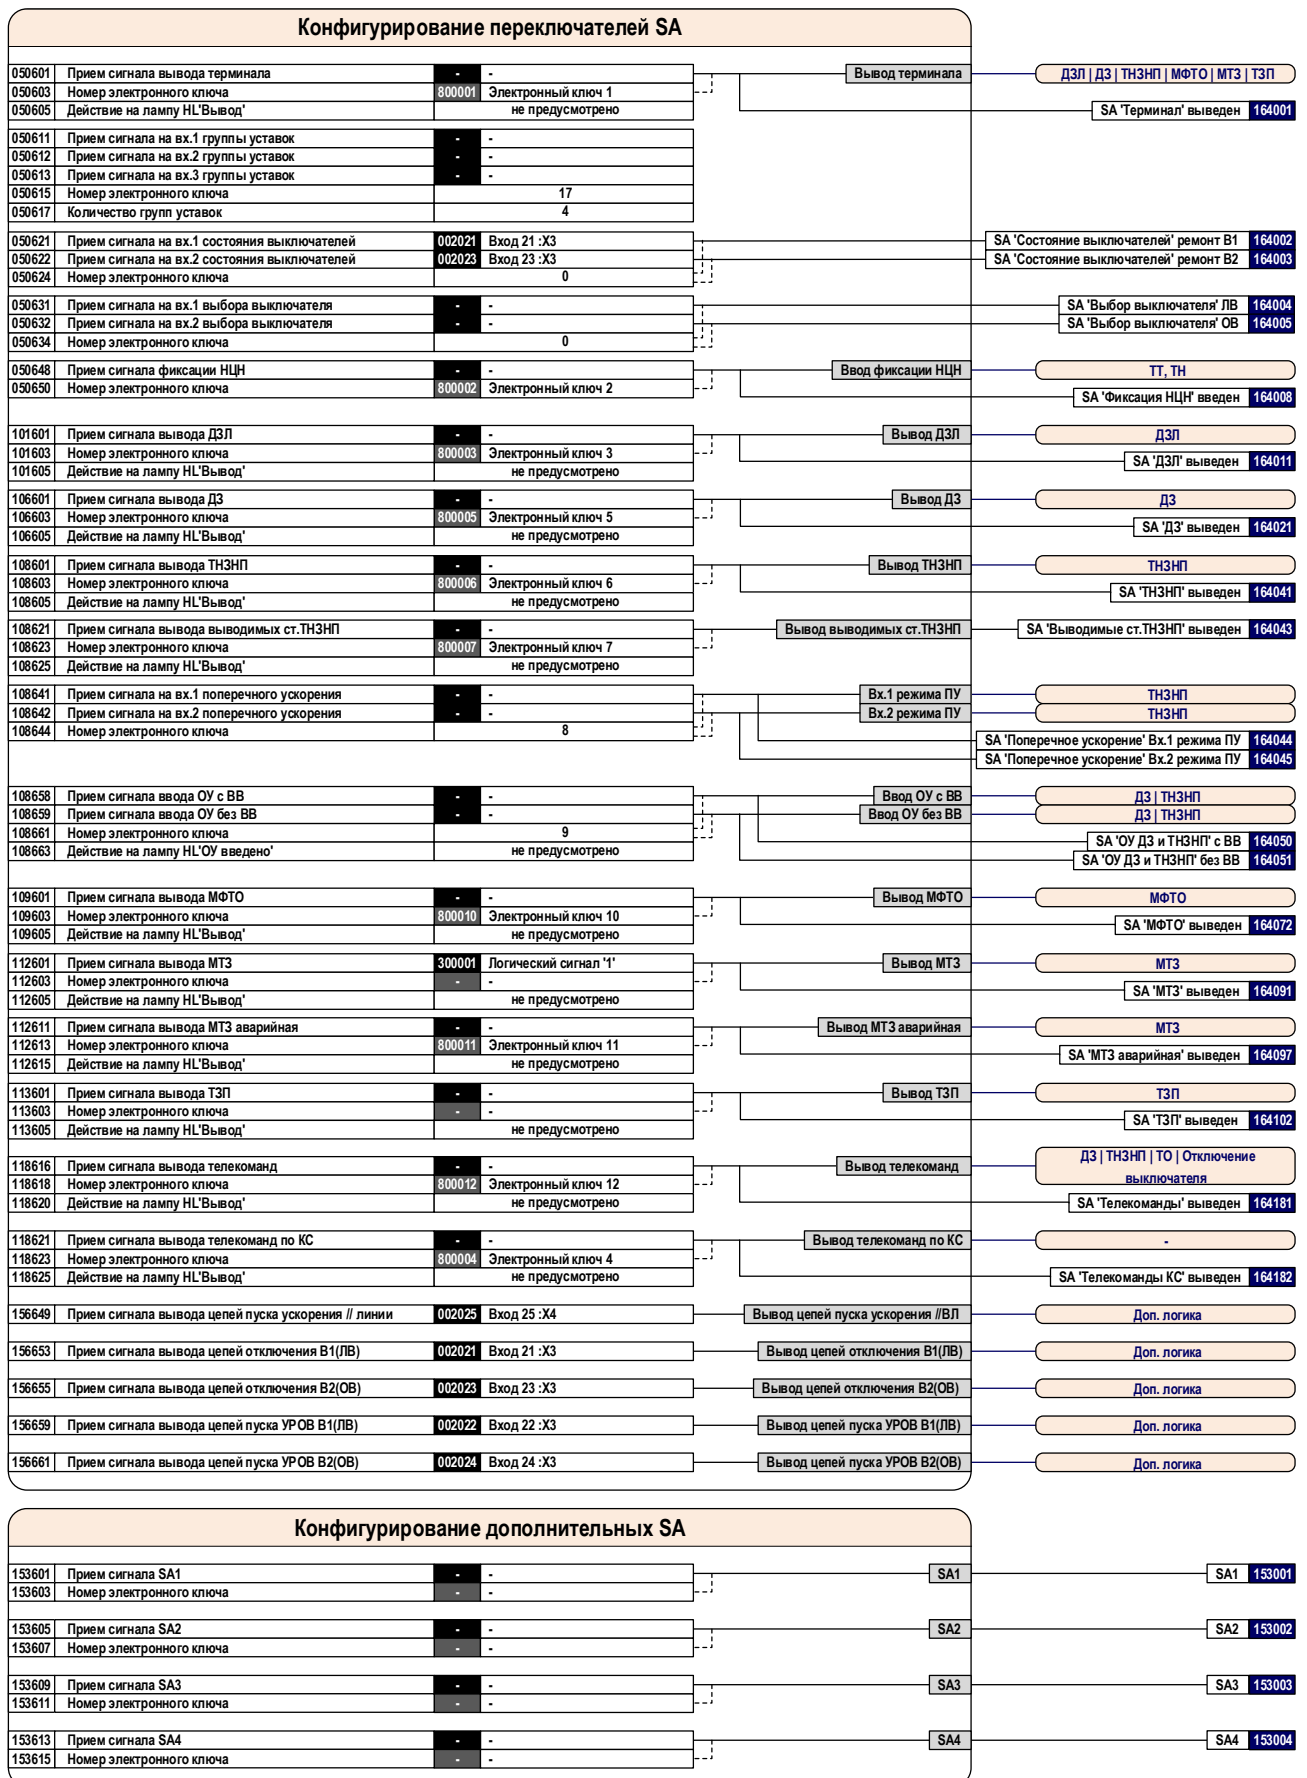 Конфигурирование переключателей SA
050601 Прием сигнала вывода терминала - - Вывод терминала ДЗЛ | ДЗ | ТНЗНП | МФТО | МТЗ | ТЗП
050603 Номер электронного ключа 800001 Электронный ключ 1
050605 Действие на лампу HL'Вывод' не предусмотрено SA 'Терминал' выведен 164001
050611 Прием сигнала на вх.1 группы уставок - -
050612 Прием сигнала на вх.2 группы уставок - -
050613 Прием сигнала на вх.3 группы уставок - -
050615 Номер электронного ключа 17
050617 Количество групп уставок 4
050621 Прием сигнала на вх.1 состояния выключателей 002021 Вход 21 :X3 SA 'Состояние выключателей' ремонт В1 164002
050622 Прием сигнала на вх.2 состояния выключателей 002023 Вход 23 :X3 SA 'Состояние выключателей' ремонт В2 164003
050624 Номер электронного ключа 0
050631 Прием сигнала на вх.1 выбора выключателя - - SA 'Выбор выключателя' ЛВ 164004
050632 Прием сигнала на вх.2 выбора выключателя - - SA 'Выбор выключателя' ОВ 164005
050634 Номер электронного ключа 0
050648 Прием сигнала фиксации НЦН - - Ввод фиксации НЦН ТТ, ТН
050650 Номер электронного ключа 800002 Электронный ключ 2 SA 'Фиксация НЦН' введен 164008
101601 Прием сигнала вывода ДЗЛ - - Вывод ДЗЛ ДЗЛ
101603 Номер электронного ключа 800003 Электронный ключ 3 SA 'ДЗЛ' выведен 164011
101605 Действие на лампу HL'Вывод' не предусмотрено
106601 Прием сигнала вывода ДЗ - - Вывод ДЗ ДЗ
106603 Номер электронного ключа 800005 Электронный ключ 5 SA 'ДЗ' выведен 164021
106605 Действие на лампу HL'Вывод' не предусмотрено
108601 Прием сигнала вывода ТНЗНП - - Вывод ТНЗНП ТНЗНП
108603 Номер электронного ключа 800006 Электронный ключ 6 SA 'ТНЗНП' выведен 164041
108605 Действие на лампу HL'Вывод' не предусмотрено
108621 Прием сигнала вывода выводимых ст.ТНЗНП - - Вывод выводимых ст.ТНЗНП SA 'Выводимые ст.ТНЗНП' выведен 164043
108623 Номер электронного ключа 800007 Электронный ключ 7
108625 Действие на лампу HL'Вывод' не предусмотрено
108641 Прием сигнала на вх.1 поперечного ускорения - - Вх.1 режима ПУ ТНЗНП
108642 Прием сигнала на вх.2 поперечного ускорения - - Вх.2 режима ПУ ТНЗНП
108644 Номер электронного ключа 8
SA 'Поперечное ускорение' Вх.1 режима ПУ 164044
SA 'Поперечное ускорение' Вх.2 режима ПУ 164045
108658 Прием сигнала ввода ОУ с ВВ - - Ввод ОУ с ВВ ДЗ | ТНЗНП
108659 Прием сигнала ввода ОУ без ВВ - - Ввод ОУ без ВВ ДЗ | ТНЗНП
108661 Номер электронного ключа 9 SA 'ОУ ДЗ и ТНЗНП' с ВВ 164050
108663 Действие на лампу HL'ОУ введено' не предусмотрено SA 'ОУ ДЗ и ТНЗНП' без ВВ 164051
109601 Прием сигнала вывода МФТО - - Вывод МФТО МФТО
109603 Номер электронного ключа 800010 Электронный ключ 10 SA 'МФТО' выведен 164072
109605 Действие на лампу HL'Вывод' не предусмотрено
112601 Прием сигнала вывода МТЗ 300001 Логический сигнал '1' Вывод МТЗ МТЗ
112603 Номер электронного ключа - - SA 'МТЗ' выведен 164091
112605 Действие на лампу HL'Вывод' не предусмотрено
112611 Прием сигнала вывода МТЗ аварийная - - Вывод МТЗ аварийная МТЗ
112613 Номер электронного ключа 800011 Электронный ключ 11 SA 'МТЗ аварийная' выведен 164097
112615 Действие на лампу HL'Вывод' не предусмотрено
113601 Прием сигнала вывода ТЗП - - Вывод ТЗП ТЗП
113603 Номер электронного ключа - - SA 'ТЗП' выведен 164102
113605 Действие на лампу HL'Вывод' не предусмотрено
118616 Прием сигнала вывода телекоманд - - Вывод телекоманд ДЗ | ТНЗНП | ТО | Отключение
118618 Номер электронного ключа 800012 Электронный ключ 12 выключателя
118620 Действие на лампу HL'Вывод' не предусмотрено SA 'Телекоманды' выведен 164181
118621 Прием сигнала вывода телекоманд по КС - - Вывод телекоманд по КС -
118623 Номер электронного ключа 800004 Электронный ключ 4
118625 Действие на лампу HL'Вывод' не предусмотрено SA 'Телекоманды КС' выведен 164182
156649 Прием сигнала вывода цепей пуска ускорения // линии 002025 Вход 25 :X4 Вывод цепей пуска ускорения //ВЛ Доп. логика
156653 Прием сигнала вывода цепей отключения В1(ЛВ) 002021 Вход 21 :X3 Вывод цепей отключения В1(ЛВ) Доп. логика
156655 Прием сигнала вывода цепей отключения В2(ОВ) 002023 Вход 23 :X3 Вывод цепей отключения В2(ОВ) Доп. логика
156659 Прием сигнала вывода цепей пуска УРОВ В1(ЛВ) 002022 Вход 22 :X3 Вывод цепей пуска УРОВ В1(ЛВ) Доп. логика
156661 Прием сигнала вывода цепей пуска УРОВ В2(ОВ) 002024 Вход 24 :X3 Вывод цепей пуска УРОВ В2(ОВ) Доп. логика
Конфигурирование дополнительных SA
153601 Прием сигнала SA1 - - SA1 SA1 153001
153603 Номер электронного ключа - -
153605 Прием сигнала SA2 - - SA2 SA2 153002
153607 Номер электронного ключа - -
153609 Прием сигнала SA3 - - SA3 SA3 153003
153611 Номер электронного ключа - -
153613 Прием сигнала SA4 - - SA4 SA4 153004
153615 Номер электронного ключа - -